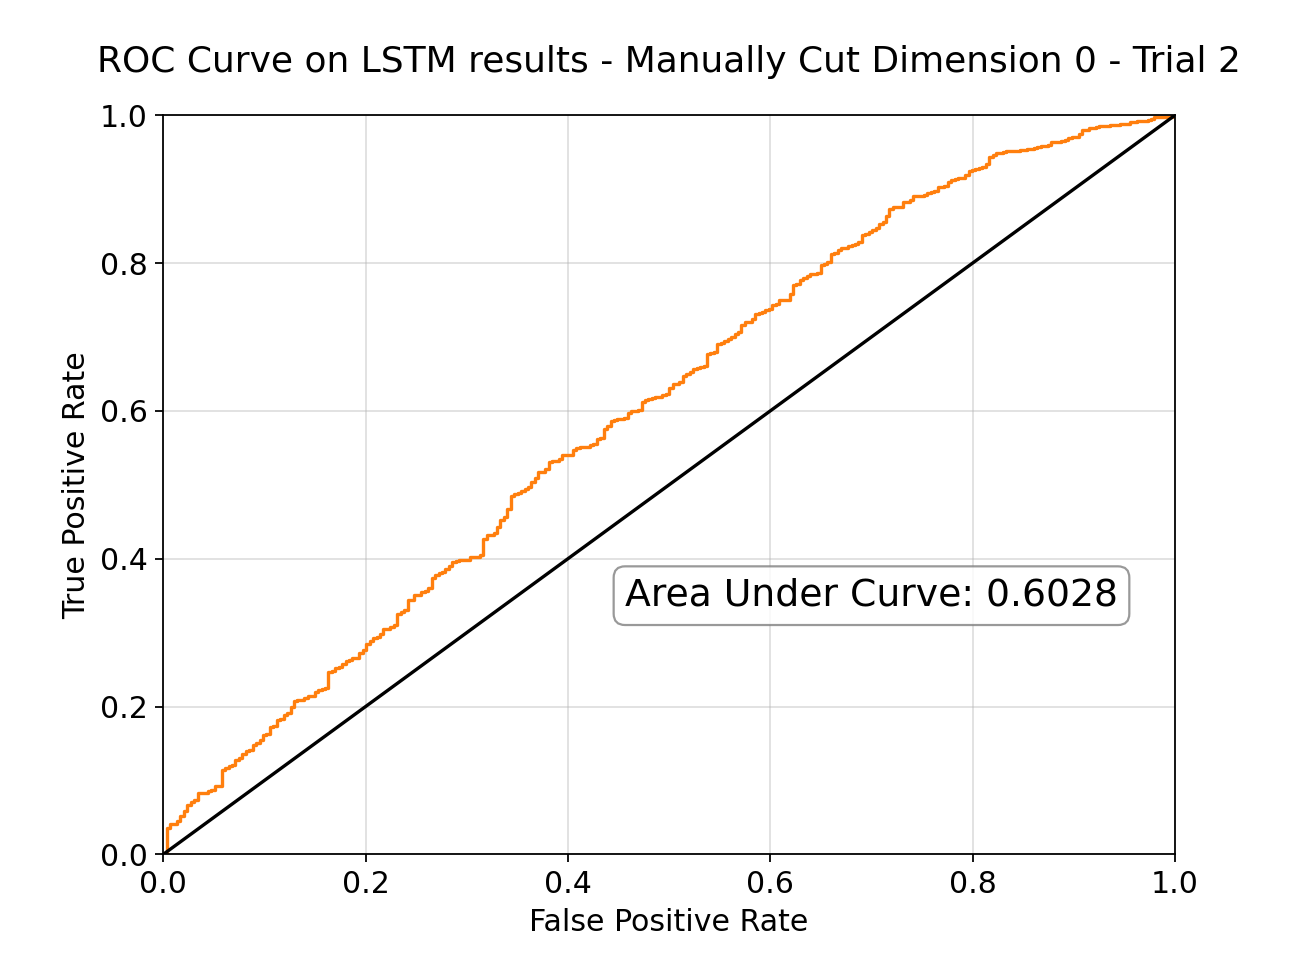 ROC Curve on LSTM results - Manually Cut Dimension 0 - Trial 2
1.0
0.8
0.6
0.4
0.2
0.0
True Positive Rate
Area Under Curve: 0.6028
0.0 0.2 0.4 0.6 0.8 1.0
False Positive Rate